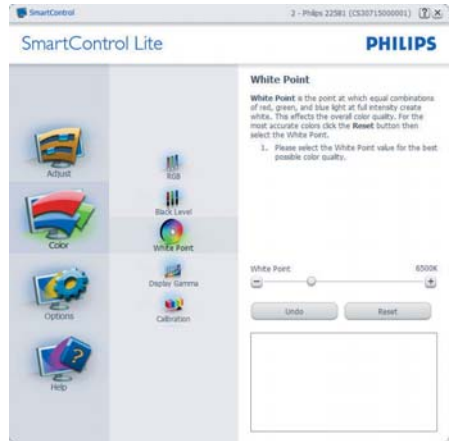 SmartControl
2 - Philips 225B1 (CS30715000001)
SmartControl Lite
PHILIPS
Adjust
Color
Options
Help
RGB
Black Level
White Point
Display Gamma
Calibration
White Point
White Point is the point at which equal combinations
of red, green, and blue light at full intensity create
white. This effects the overall color quality. For the
most accurate colors click the Reset button then
select the White Point.
1. Please select the White Point value for the best
possible color quality.
White Point 6500K
Undo
Reset